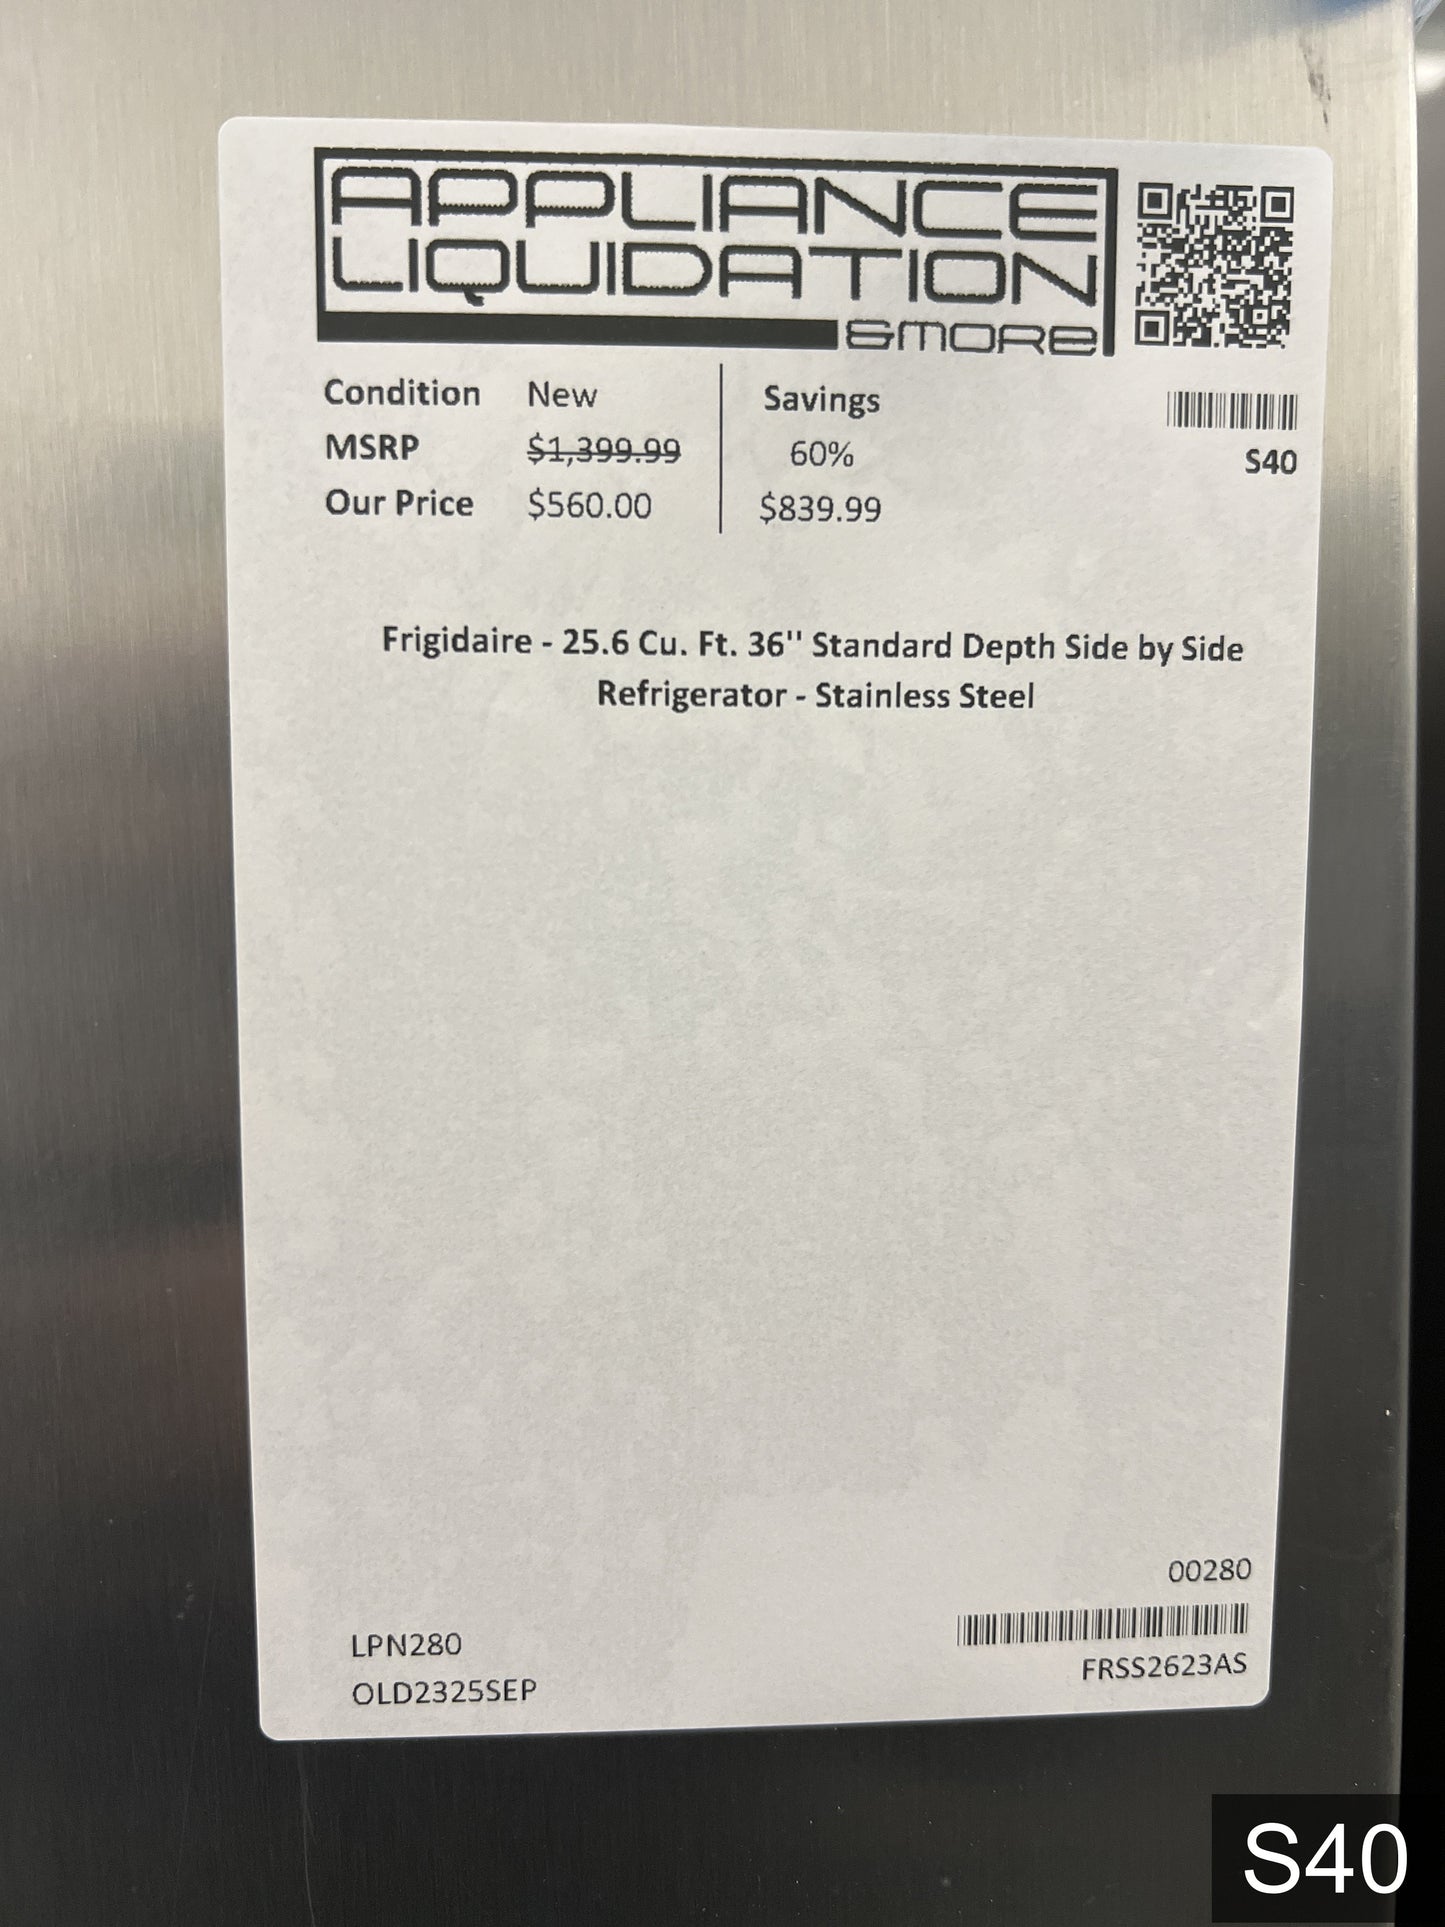 APPLIANCE
LIQUIDATION
&MORE
Condition New
MSRP $1,399.99
Our Price $560.00
Savings
60%
$839.99
S40
Frigidaire - 25.6 Cu. Ft. 36'' Standard Depth Side by Side
Refrigerator - Stainless Steel
00280
LPN280
OLD2325SEP
FRSS2623AS
S40